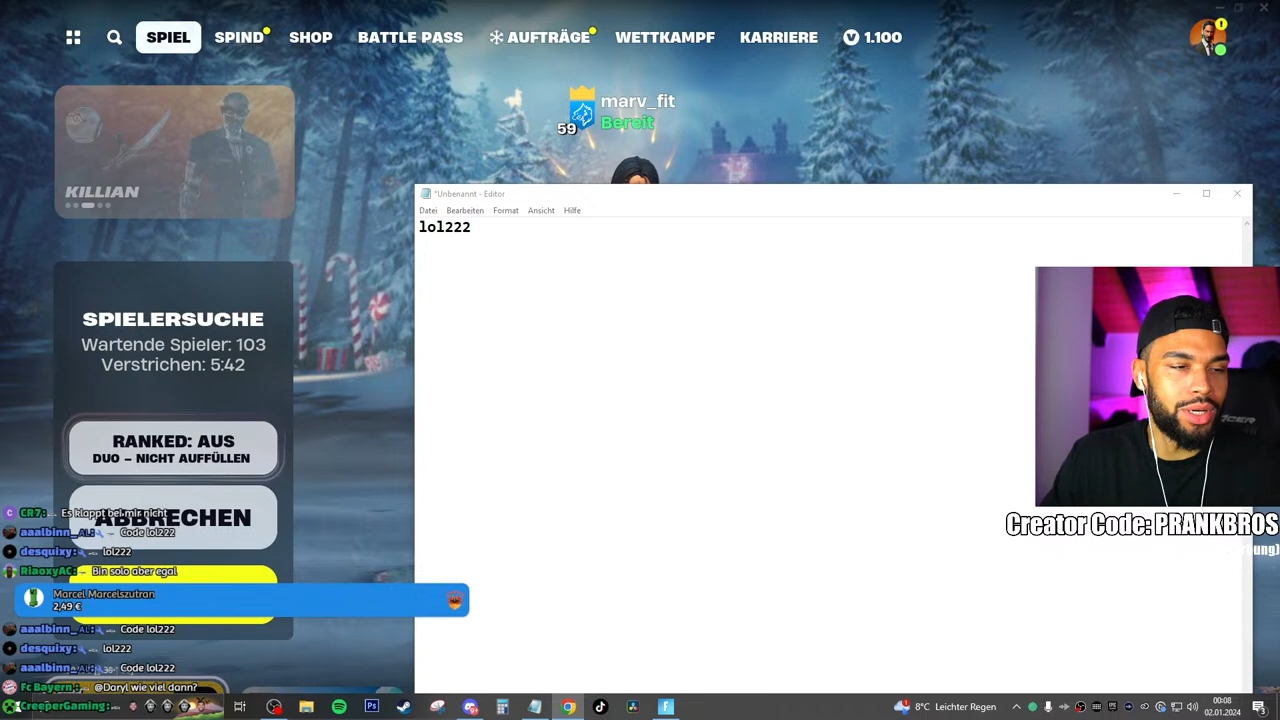 SPIEL SPIND SHOP BATTLE PASS AUFTRÄGE WETTKAMPF KARRIERE 1.100
marv_fit
Bereit
59
KILLIAN
*Unbenannt - Editor
Datei Bearbeiten Format Ansicht Hilfe
lol222
SPIELERSUCHE
Wartende Spieler: 103
Verstrichen: 5:42
RANKED: AUS
DUO – NICHT AUFFÜLLEN
ABBRECHEN
CR7: Es klappt bei mir nicht
aaalbinn_AL: Code lol222
desquixy: lol222
RiaoxyAC: Bin solo aber egal
Marcel Marcelszutran
2,49 €
aaalbinn_AL: Code lol222
desquixy: lol222
aaalbinn_AL: Code lol222
Fc Bayern: @Daryl wie viel dann?
CreeperGaming:
Creator Code: PRANKBROS
8°C Leichter Regen
00:08
02.01.2024